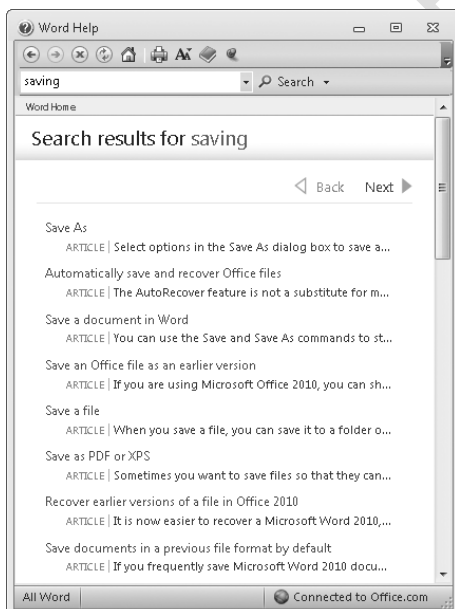 Word Help
saving
Search
Word Home
Search results for saving
Back Next
Save As
ARTICLE | Select options in the Save As dialog box to save a...
Automatically save and recover Office files
ARTICLE | The AutoRecover feature is not a substitute for m...
Save a document in Word
ARTICLE | You can use the Save and Save As commands to st...
Save an Office file as an earlier version
ARTICLE | If you are using Microsoft Office 2010, you can sh...
Save a file
ARTICLE | When you save a file, you can save it to a folder o...
Save as PDF or XPS
ARTICLE | Sometimes you want to save files so that they can...
Recover earlier versions of a file in Office 2010
ARTICLE | It is now easier to recover a Microsoft Word 2010,...
Save documents in a previous file format by default
ARTICLE | If you frequently save Microsoft Word 2010 docu...
All Word
Connected to Office.com